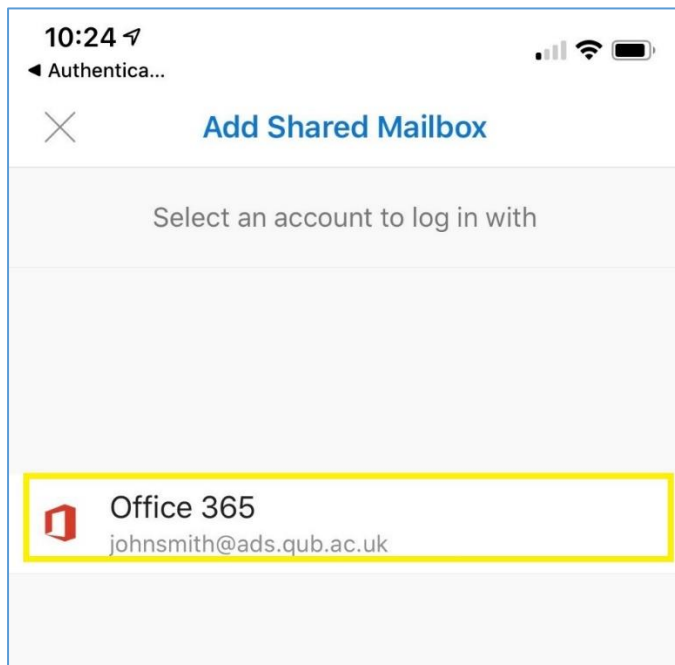 10:24
Authentica...
Add Shared Mailbox
Select an account to log in with
Office 365
johnsmith@ads.qub.ac.uk